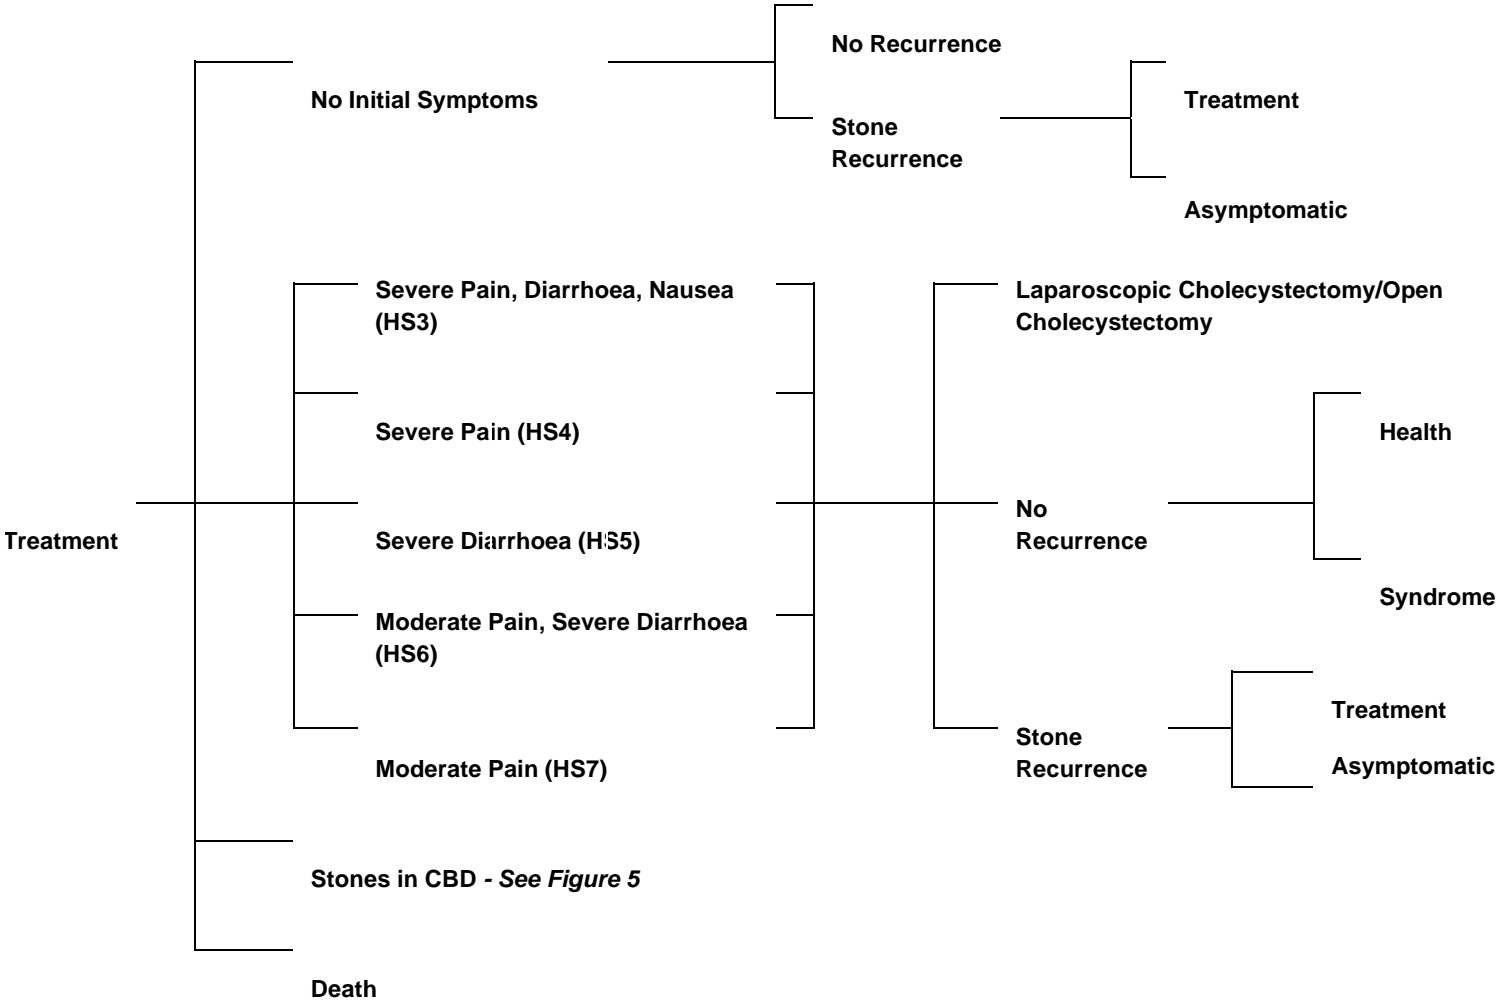 No Recurrence
No Initial Symptoms
Treatment
Stone
Recurrence
Asymptomatic
Severe Pain, Diarrhoea, Nausea
(HS3)
Laparoscopic Cholecystectomy/Open
Cholecystectomy
Severe Pain (HS4)
Health
No
Recurrence
Treatment
Severe Diarrhoea (HS5)
Syndrome
Moderate Pain, Severe Diarrhoea
(HS6)
Treatment
Stone
Recurrence
Asymptomatic
Moderate Pain (HS7)
Stones in CBD - See Figure 5
Death